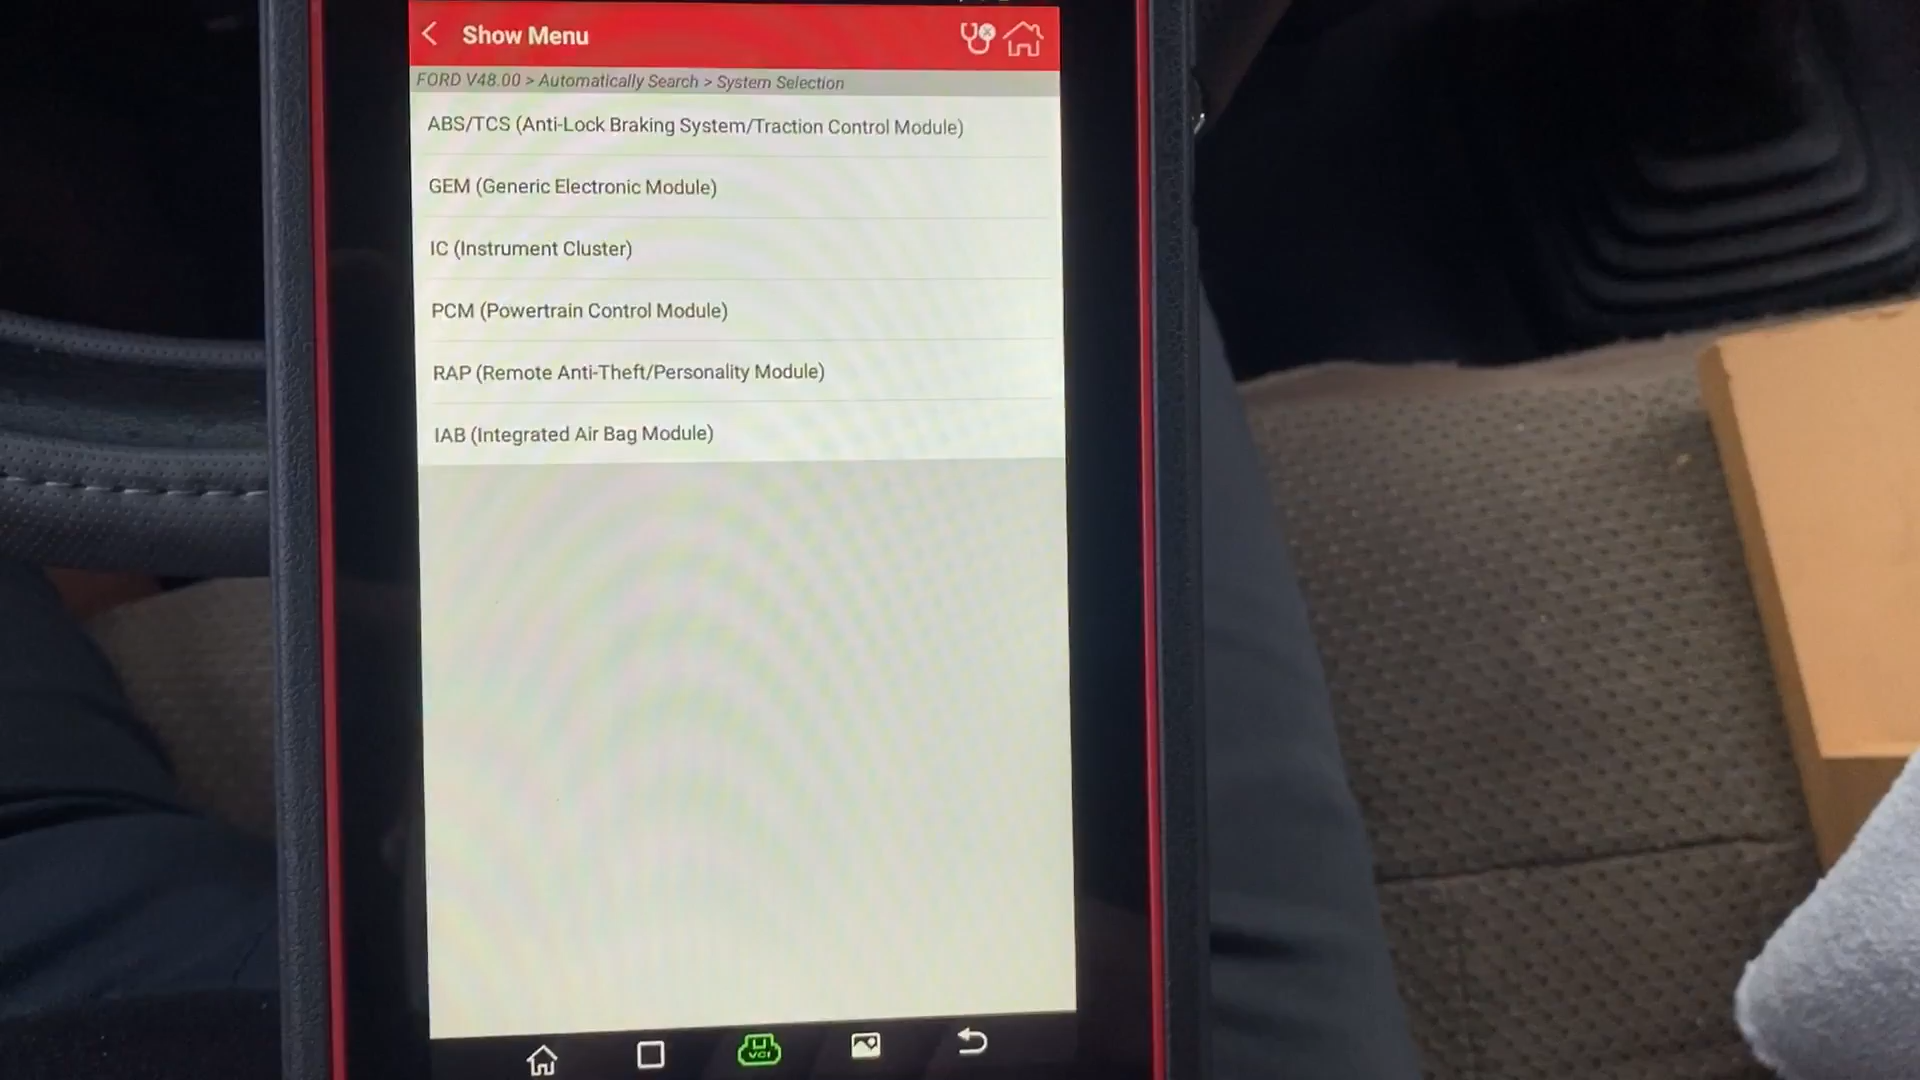 Show Menu
FORD V48.00 > Automatically Search > System Selection
ABS/TCS (Anti-Lock Braking System/Traction Control Module)
GEM (Generic Electronic Module)
IC (Instrument Cluster)
PCM (Powertrain Control Module)
RAP (Remote Anti-Theft/Personality Module)
IAB (Integrated Air Bag Module)
VCI